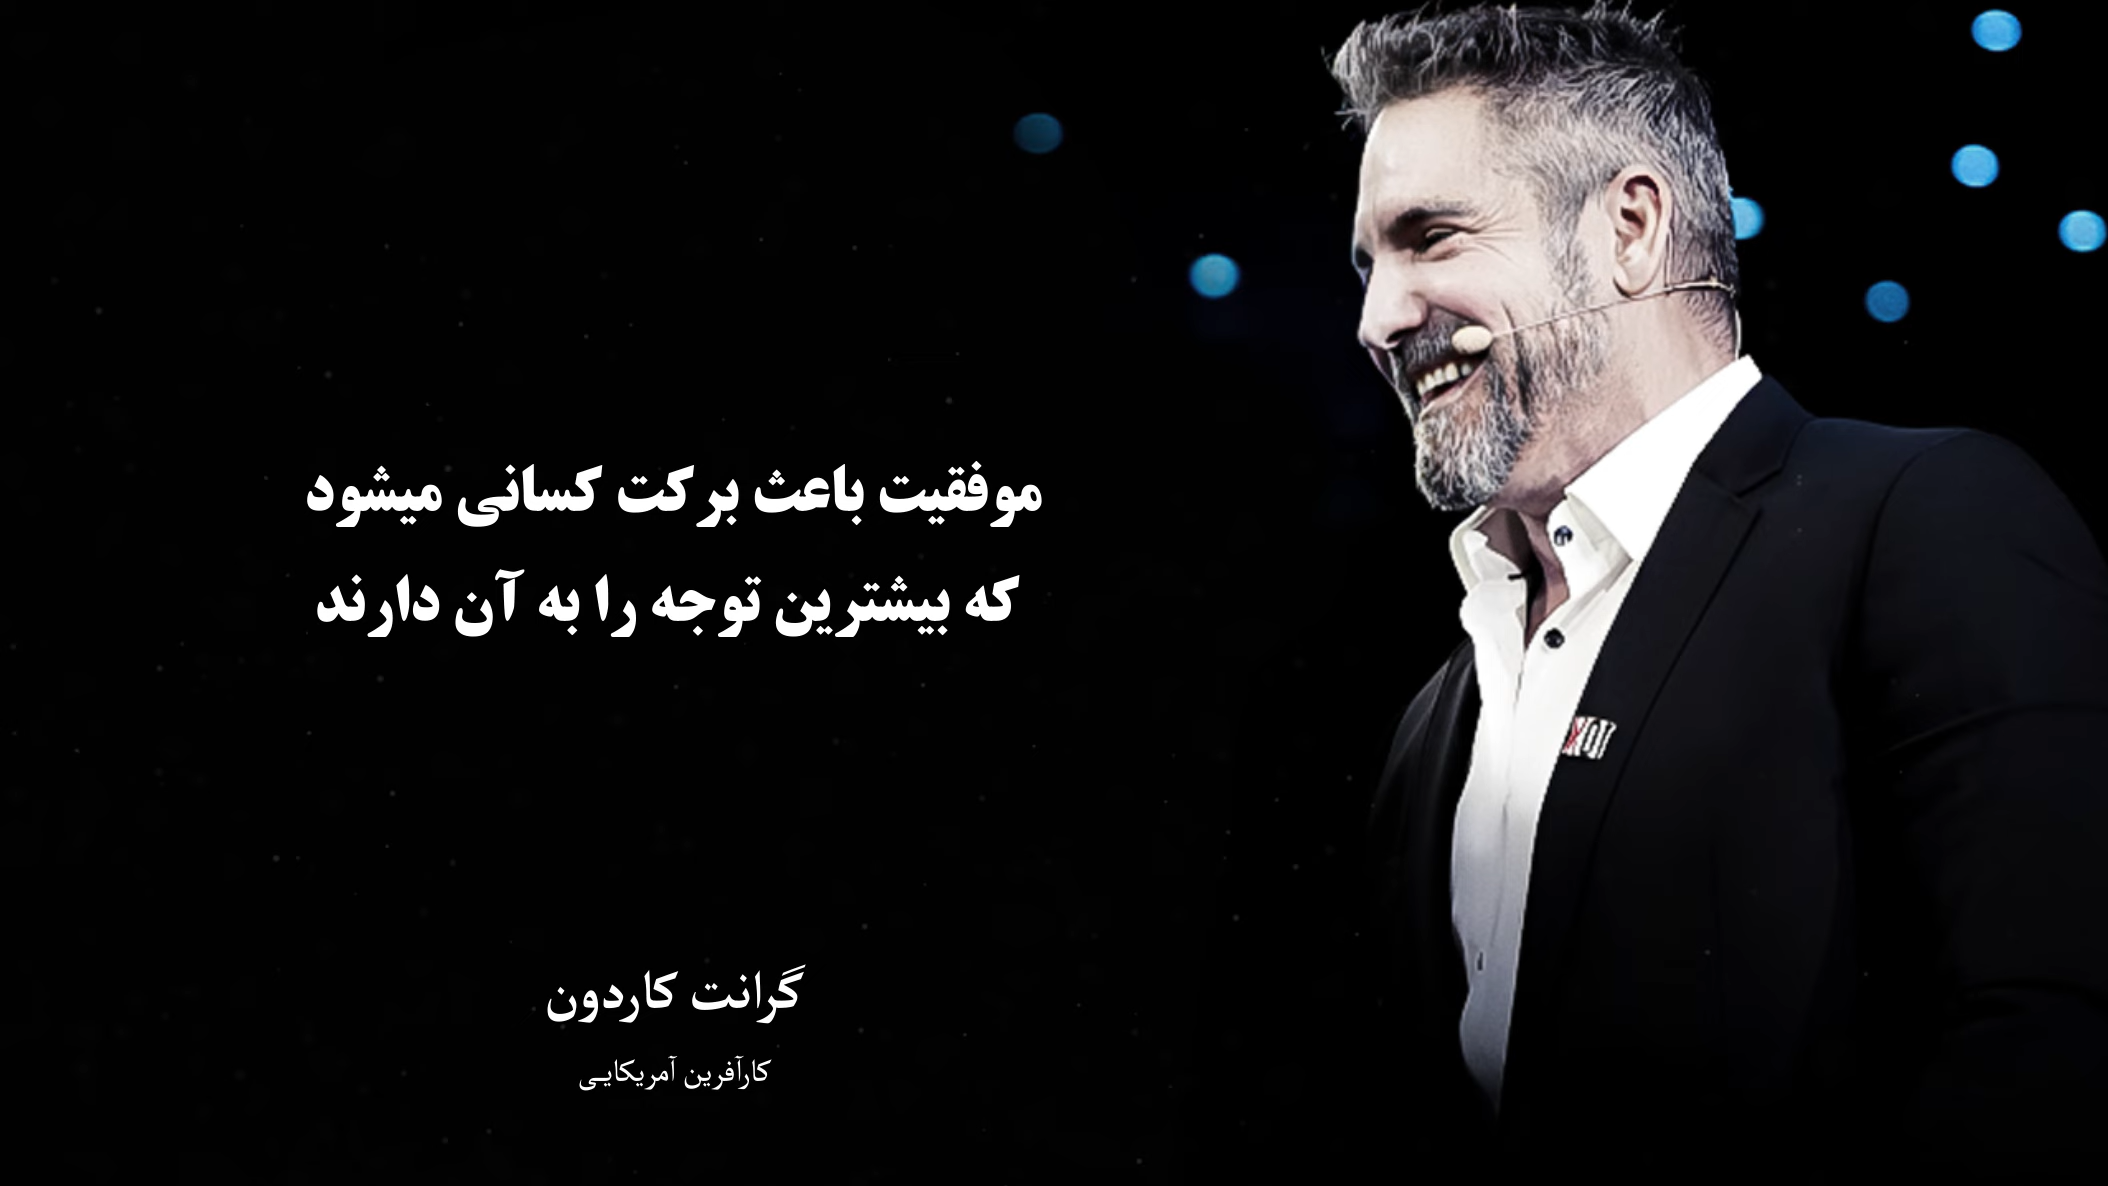 موفقیت باعث برکت کسانی میشود
که بیشترین توجه را به آن دارند
گرانت کاردون
کارآفرین آمریکایی